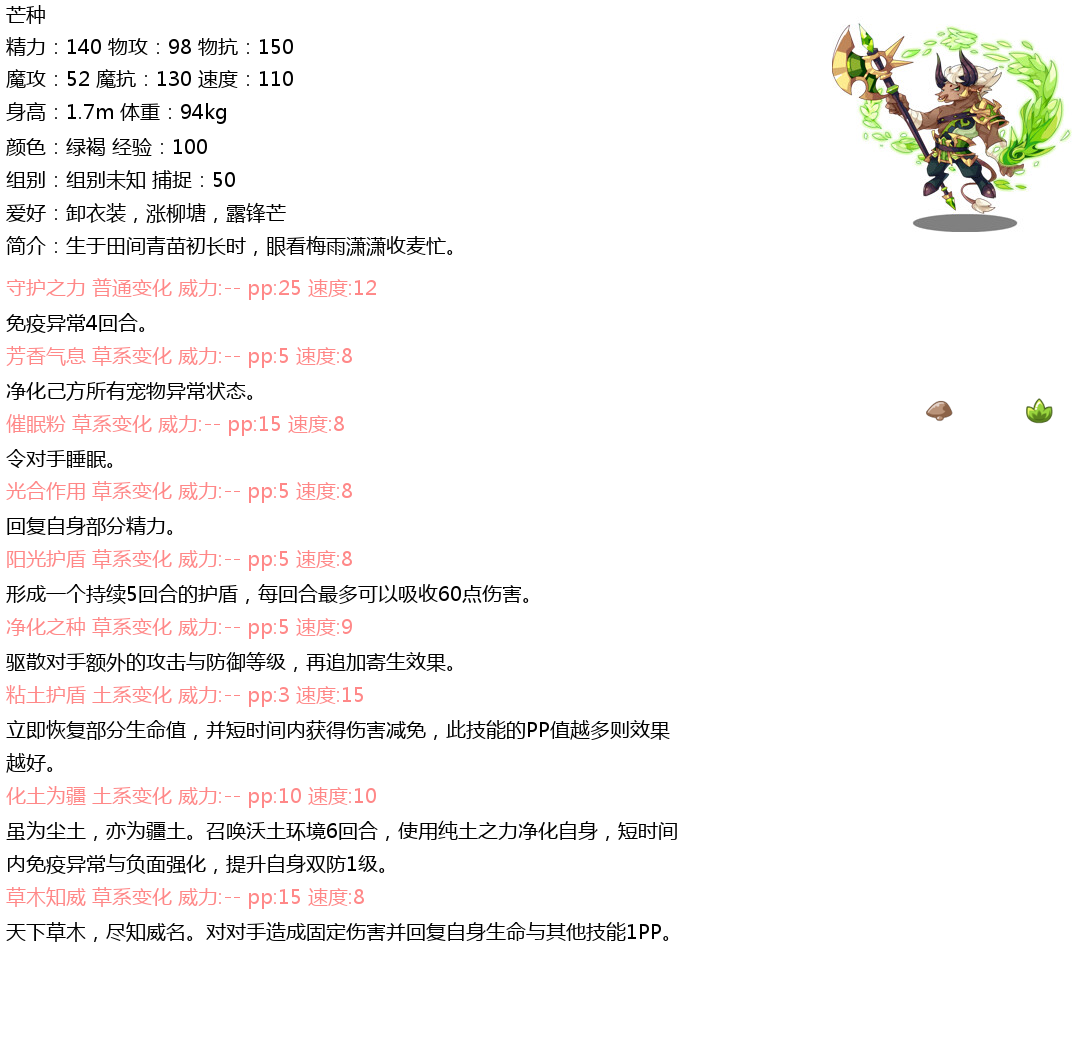 芒种
精力：140 物攻：98 物抗：150
魔攻：52 魔抗：130 速度：110
身高：1.7m 体重：94kg
颜色：绿褐 经验：100
组别：组别未知 捕捉：50
爱好：卸衣装，涨柳塘，露锋芒
简介：生于田间青苗初长时，眼看梅雨潇潇收麦忙。
守护之力 普通变化 威力:-- pp:25 速度:12
免疫异常4回合。
芳香气息 草系变化 威力:-- pp:5 速度:8
净化己方所有宠物异常状态。
催眠粉 草系变化 威力:-- pp:15 速度:8
令对手睡眠。
光合作用 草系变化 威力:-- pp:5 速度:8
回复自身部分精力。
阳光护盾 草系变化 威力:-- pp:5 速度:8
形成一个持续5回合的护盾，每回合最多可以吸收60点伤害。
净化之种 草系变化 威力:-- pp:5 速度:9
驱散对手额外的攻击与防御等级，再追加寄生效果。
粘土护盾 土系变化 威力:-- pp:3 速度:15
立即恢复部分生命值，并短时间内获得伤害减免，此技能的PP值越多则效果
越好。
化土为疆 土系变化 威力:-- pp:10 速度:10
虽为尘土，亦为疆土。召唤沃土环境6回合，使用纯土之力净化自身，短时间
内免疫异常与负面强化，提升自身双防1级。
草木知威 草系变化 威力:-- pp:15 速度:8
天下草木，尽知威名。对对手造成固定伤害并回复自身生命与其他技能1PP。